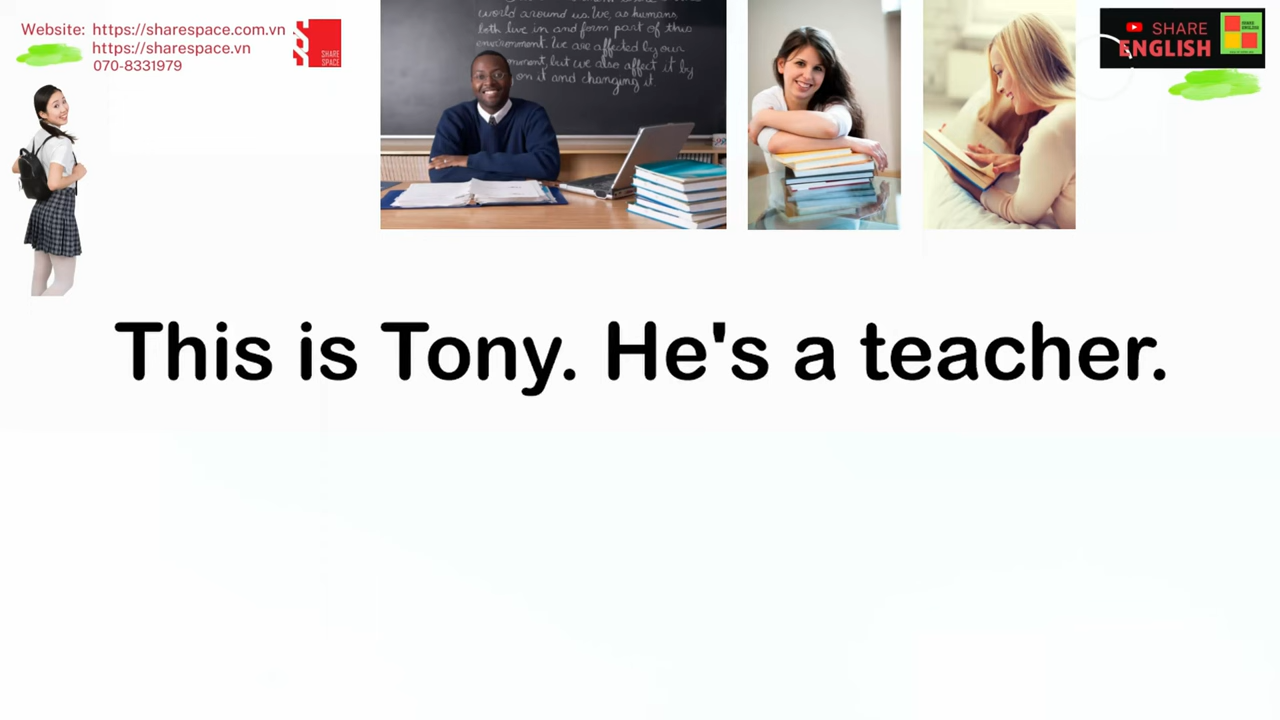 Website: https://sharespace.com.vn
https://sharespace.vn
070-8331979
SHARE
SPACE
world around us. We, as humans,
both live in and form part of this
environment. We are affected by our
but we also affect it by
on it and changing it.
SHARE
ENGLISH
This is Tony. He's a teacher.